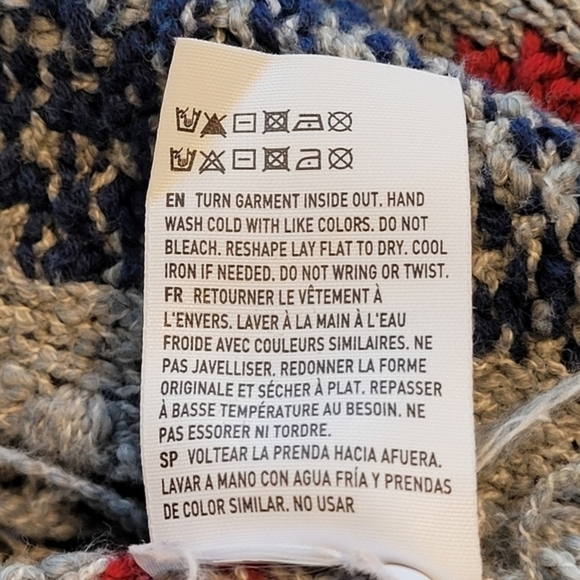 EN TURN GARMENT INSIDE OUT. HAND
WASH COLD WITH LIKE COLORS. DO NOT
BLEACH. RESHAPE LAY FLAT TO DRY. COOL
IRON IF NEEDED. DO NOT WRING OR TWIST.
FR RETOURNER LE VÊTEMENT À
L'ENVERS. LAVER À LA MAIN À L'EAU
FROIDE AVEC COULEURS SIMILAIRES. NE
PAS JAVELLISER. REDONNER LA FORME
ORIGINALE ET SÉCHER À PLAT. REPASSER
À BASSE TEMPÉRATURE AU BESOIN. NE
PAS ESSORER NI TORDRE.
SP VOLTEAR LA PRENDA HACIA AFUERA.
LAVAR A MANO CON AGUA FRÍA Y PRENDAS
DE COLOR SIMILAR. NO USAR